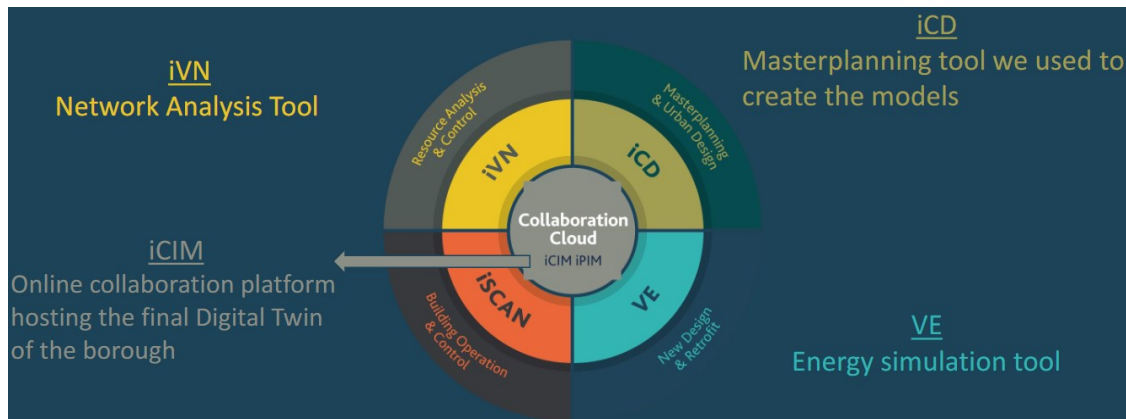 iVN
Network Analysis Tool
iCD
Masterplanning tool we used to
create the models
Resource Analysis
& Control
Masterplanning
& Urban Design
iVN
iCD
Collaboration
Cloud
iCIM iPIM
iCIM
Online collaboration platform
hosting the final Digital Twin
of the borough
iSCAN
VE
Building Operation
& Control
New Design
& Retrofit
VE
Energy simulation tool